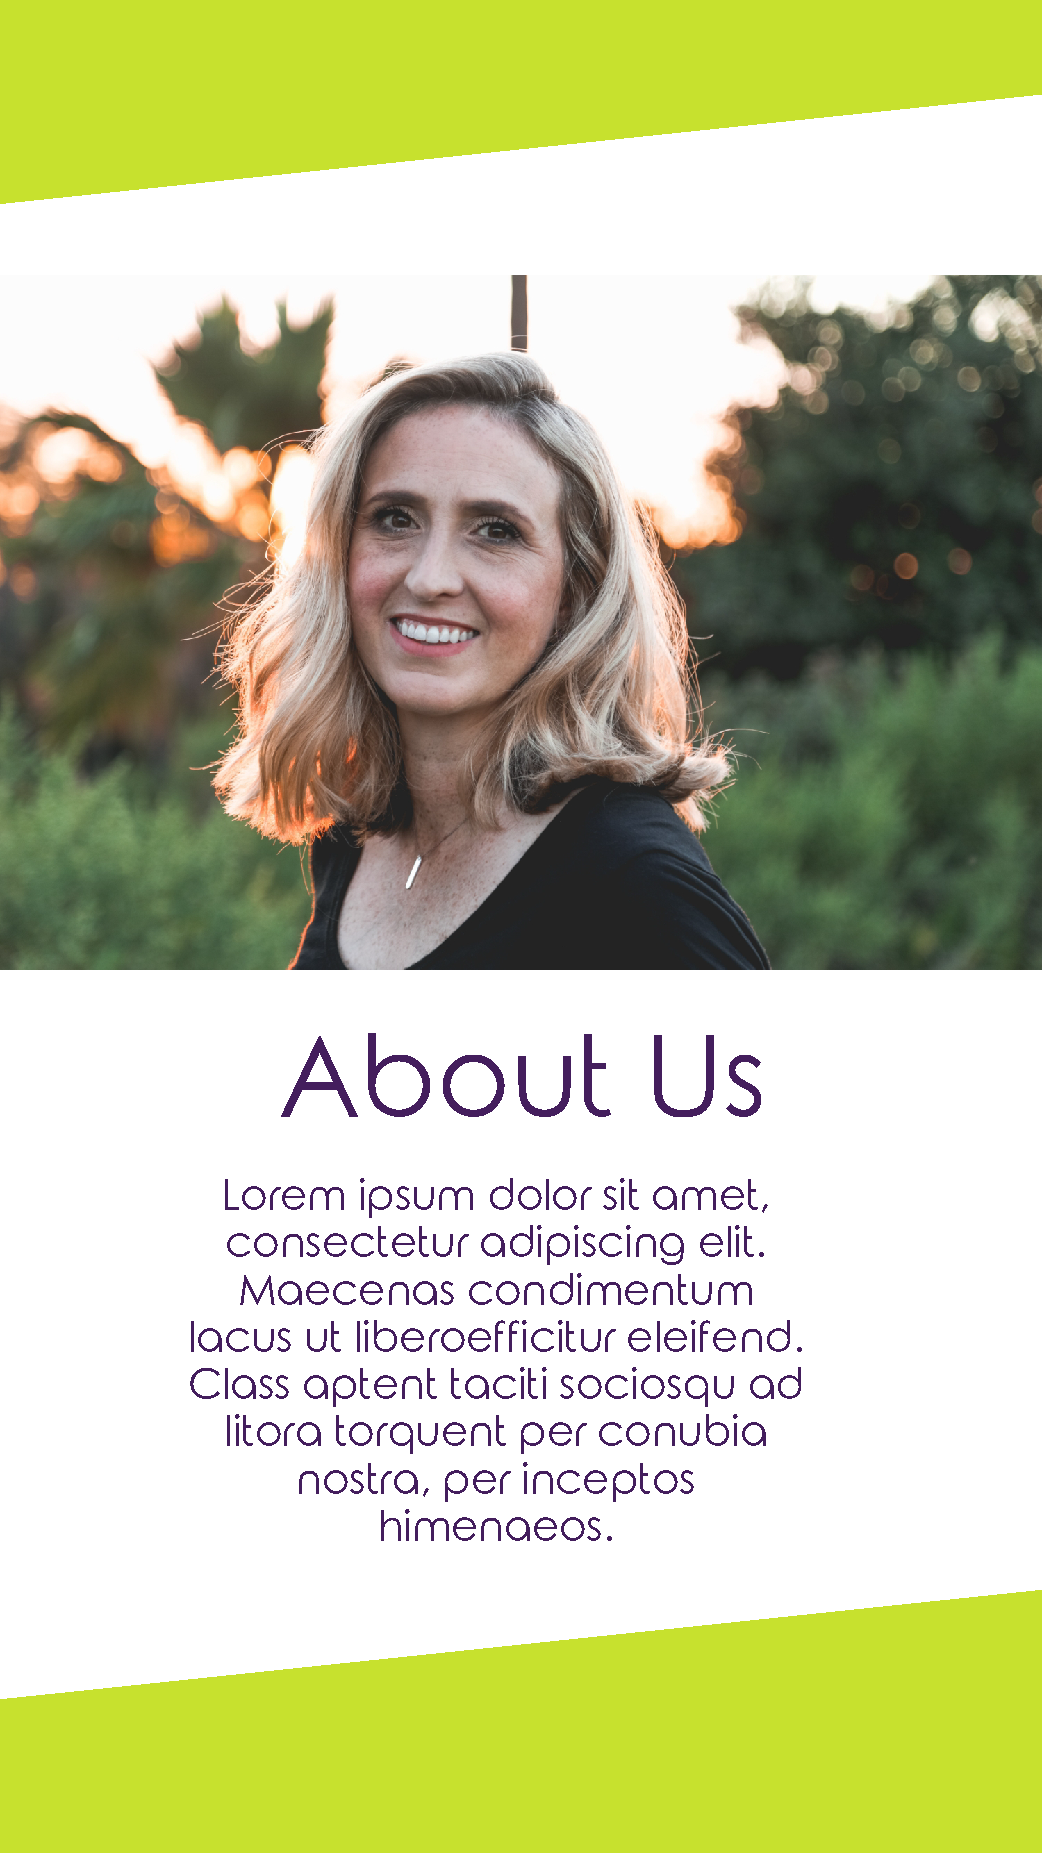 About Us
Lorem ipsum dolor sit amet,
consectetur adipiscing elit.
Maecenas condimentum
lacus ut liberoefficitur eleifend.
Class aptent taciti sociosqu ad
litora torquent per conubia
nostra, per inceptos
himenaeos.